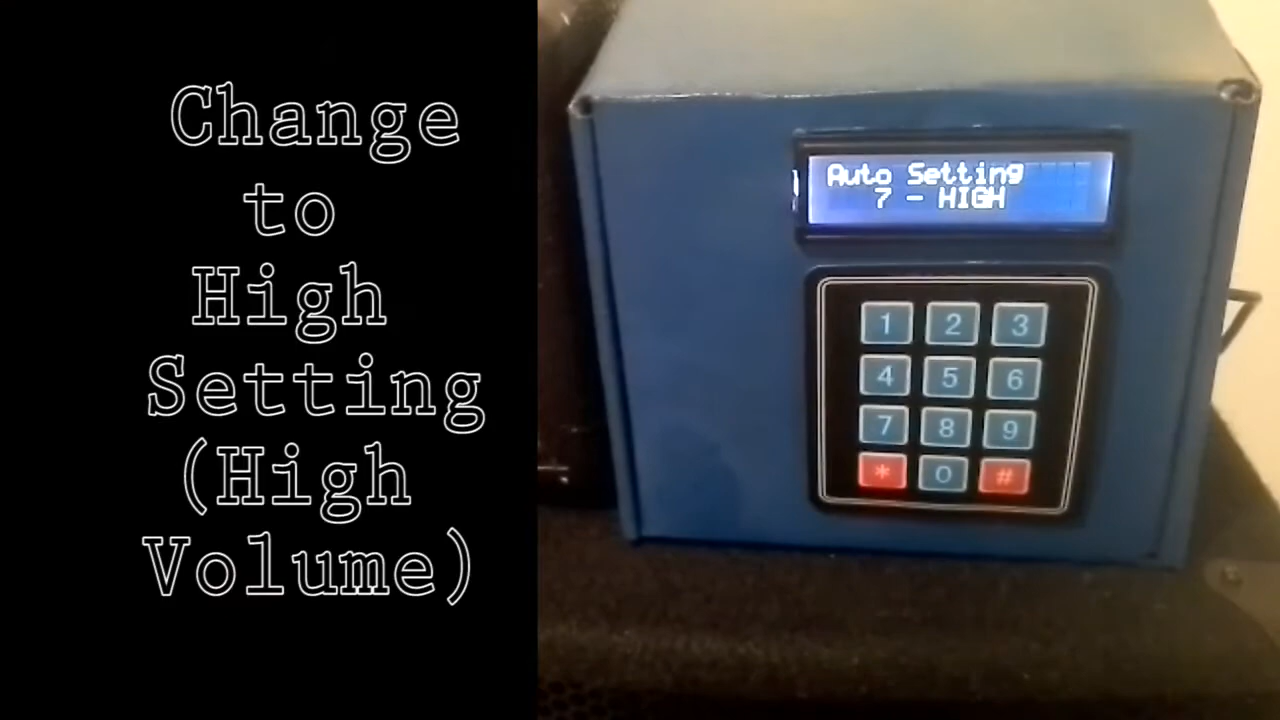 Change
to
High
Setting
(High
Volume)
Auto Setting
7 - HIGH
1 2 3
4 5 6
7 8 9
* 0 #